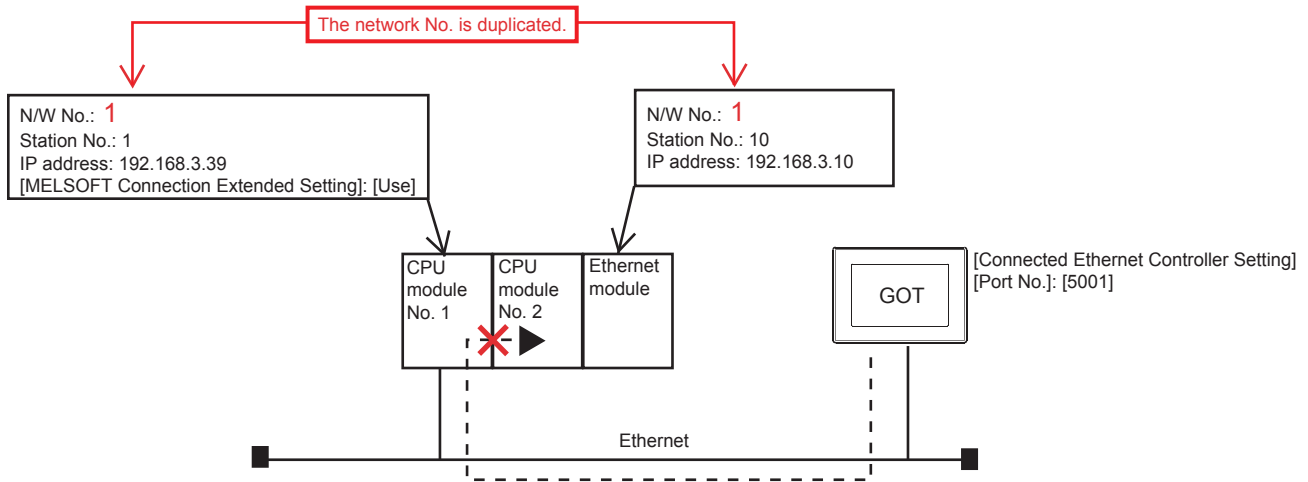 The network No. is duplicated.
N/W No.: 1
Station No.: 1
IP address: 192.168.3.39
[MELSOFT Connection Extended Setting]: [Use]
N/W No.: 1
Station No.: 10
IP address: 192.168.3.10
CPU
module
No. 1
CPU
module
No. 2
Ethernet
module
GOT
[Connected Ethernet Controller Setting]
[Port No.]: [5001]
Ethernet